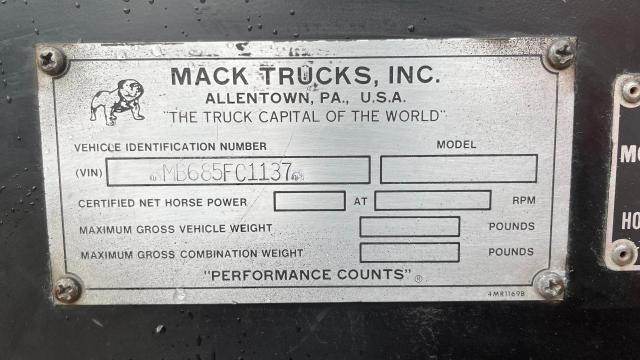 MACK TRUCKS, INC.
ALLENTOWN, PA., U.S.A.
"THE TRUCK CAPITAL OF THE WORLD"
VEHICLE IDENTIFICATION NUMBER MODEL
(VIN) MB685FC1137
CERTIFIED NET HORSE POWER AT RPM
MAXIMUM GROSS VEHICLE WEIGHT POUNDS
MAXIMUM GROSS COMBINATION WEIGHT POUNDS
"PERFORMANCE COUNTS"®
4MR1169B
HO